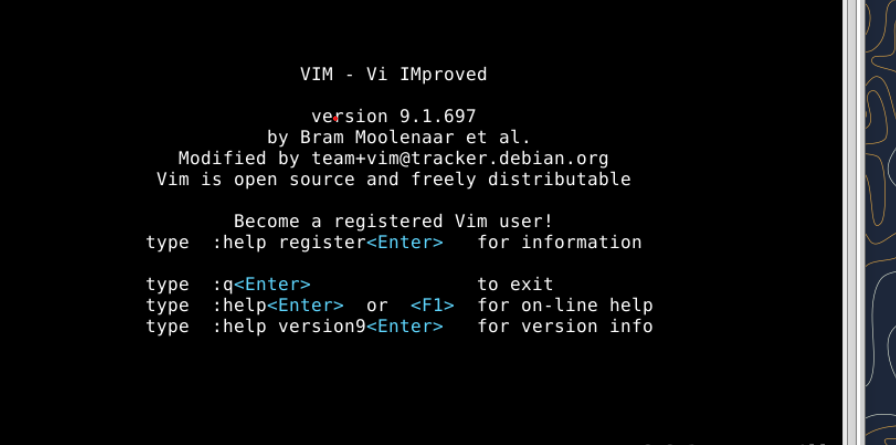 VIM - Vi IMproved
version 9.1.697
by Bram Moolenaar et al.
Modified by team+vim@tracker.debian.org
Vim is open source and freely distributable
Become a registered Vim user!
type  :help register<Enter>   for information
type  :q<Enter>               to exit
type  :help<Enter>  or  <F1>  for on-line help
type  :help version9<Enter>   for version info